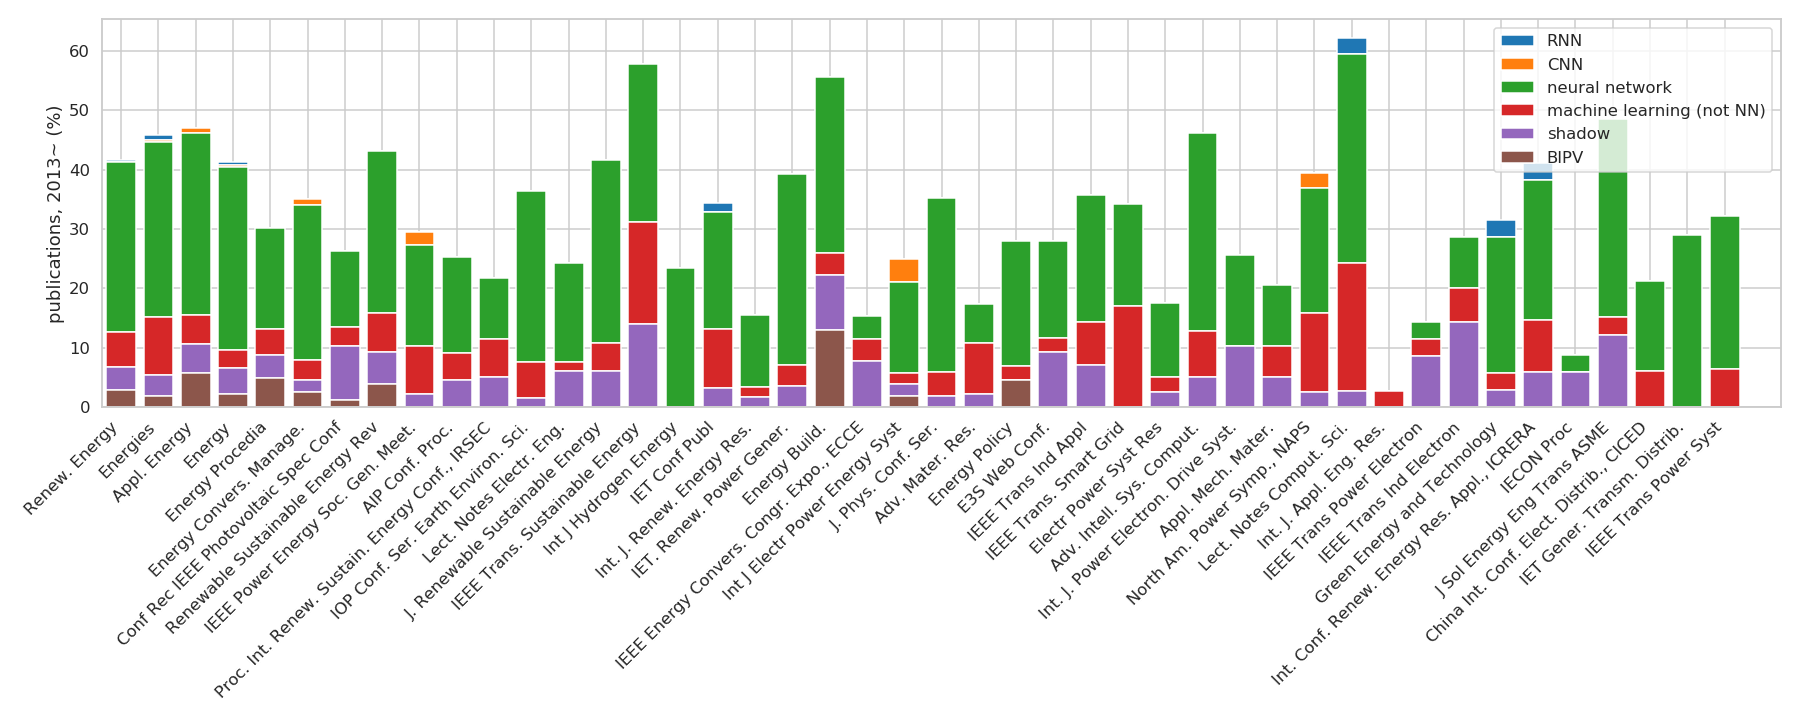 publications, 2013~ (%)
60
50
40
30
20
10
0
RNN
CNN
neural network
machine learning (not NN)
shadow
BIPV
Renew. Energy
Energies
Appl. Energy
Energy
Energy Procedia
Energy Convers. Manage.
Conf Rec IEEE Photovoltaic Spec Conf
Renewable Sustainable Energy Rev
IEEE Power Energy Soc. Gen. Meet.
AIP Conf. Proc.
Proc. Int. Renew. Sustain. Energy Conf., IRSEC
IOP Conf. Ser. Earth Environ. Sci.
Lect. Notes Electr. Eng.
J. Renewable Sustainable Energy
IEEE Trans. Sustainable Energy
Int J Hydrogen Energy
IET Conf Publ
Int. J. Renew. Energy Res.
IET. Renew. Power Gener.
Energy Build.
IEEE Energy Convers. Congr. Expo., ECCE
Int J Electr Power Energy Syst
J. Phys. Conf. Ser.
Adv. Mater. Res.
Energy Policy
E3S Web Conf.
IEEE Trans Ind Appl
IEEE Trans. Smart Grid
Electr Power Syst Res
Adv. Intell. Sys. Comput.
Int. J. Power Electron. Drive Syst.
Appl. Mech. Mater.
North Am. Power Symp., NAPS
Lect. Notes Comput. Sci.
Int. J. Appl. Eng. Res.
IEEE Trans Power Electron
IEEE Trans Ind Electron
Green Energy and Technology
Int. Conf. Renew. Energy Res. Appl., ICRERA
IECON Proc
J Sol Energy Eng Trans ASME
China Int. Conf. Elect. Distrib., CICED
IET Gener. Transm. Distrib.
IEEE Trans Power Syst